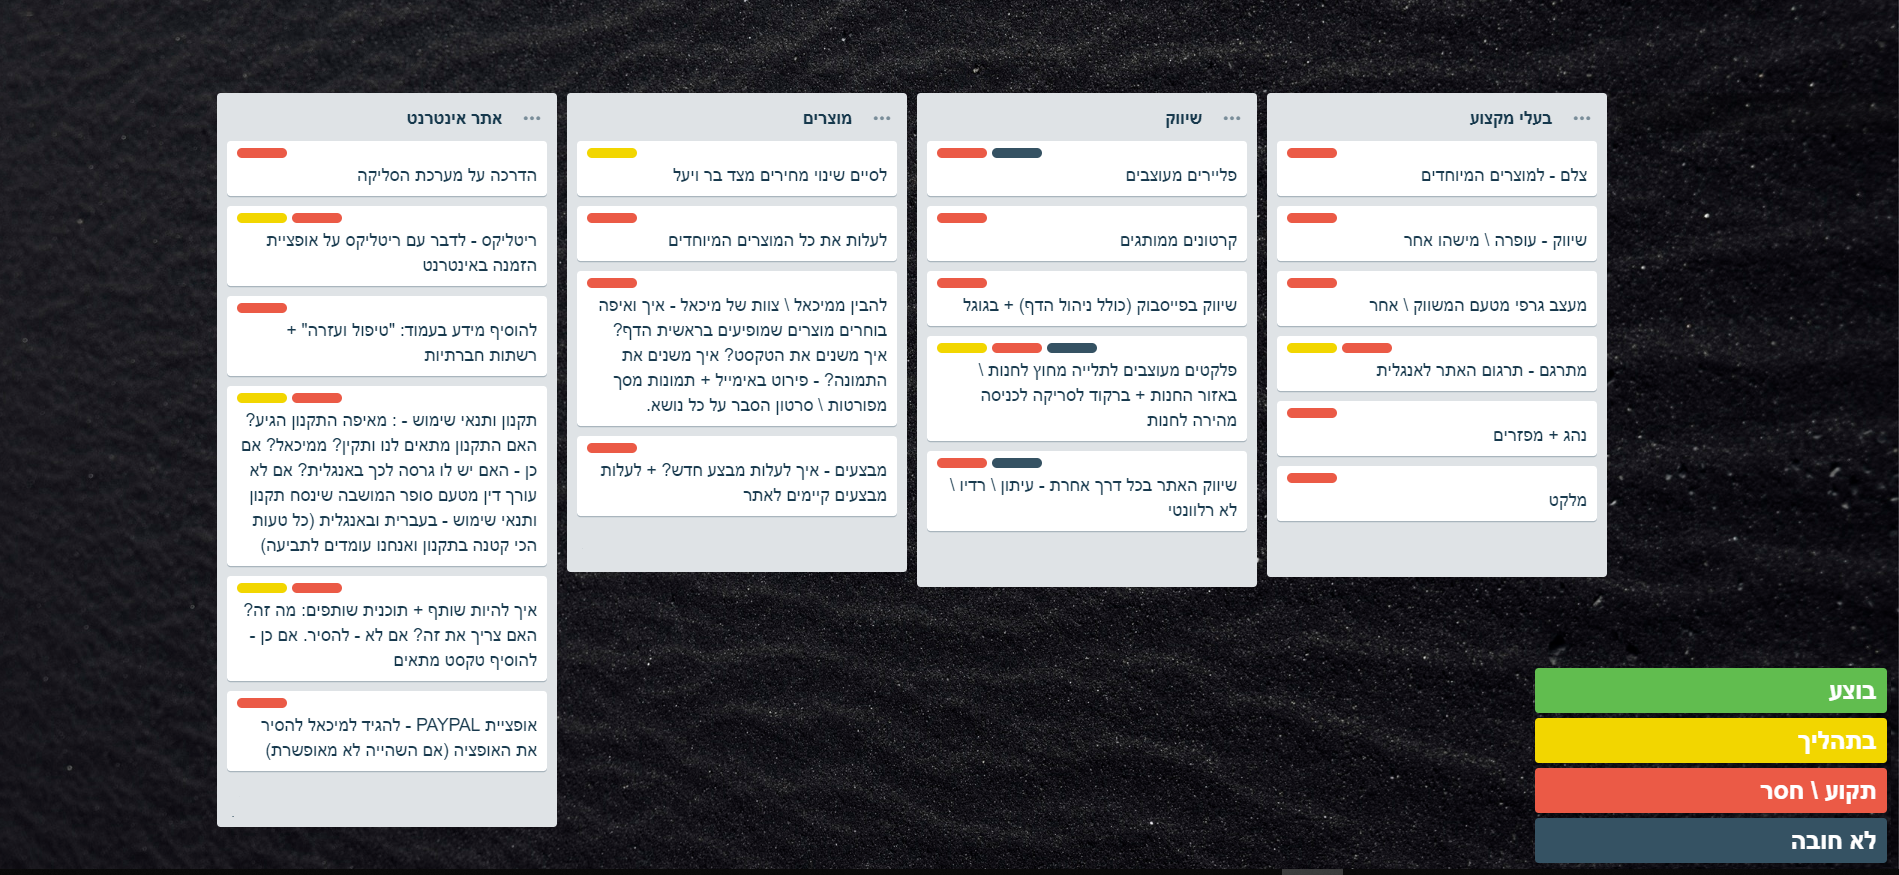 בעלי מקצוע
צלם - למוצרים המיוחדים
שיווק - עופרה \ מישהו אחר
מעצב גרפי מטעם המשווק \ אחר
מתרגם - תרגום האתר לאנגלית
נהג + מפזרים
מלקט
שיווק
פליירים מעוצבים
קרטונים ממותגים
שיווק בפייסבוק (כולל ניהול הדף) + בגוגל
פלקטים מעוצבים לתלייה מחוץ לחנות \
באזור החנות + ברקוד לסריקה לכניסה
מהירה לחנות
שיווק האתר בכל דרך אחרת - עיתון \ רדיו \
לא רלוונטי
מוצרים
לסיים שינוי מחירים מצד בר ויעל
לעלות את כל המוצרים המיוחדים
להבין ממיכאל \ צוות של מיכאל - איך ואיפה
בוחרים מוצרים שמופיעים בראשית הדף?
איך משנים את הטקסט? איך משנים את
התמונה? - פירוט באימייל + תמונות מסך
מפורטות \ סרטון הסבר על כל נושא.
מבצעים - איך לעלות מבצע חדש? + לעלות
מבצעים קיימים לאתר
אתר אינטרנט
הדרכה על מערכת הסליקה
ריטליקס - לדבר עם ריטליקס על אופציית
הזמנה באינטרנט
להוסיף מידע בעמוד: "טיפול ועזרה" +
רשתות חברתיות
תקנון ותנאי שימוש - : מאיפה התקנון הגיע?
האם התקנון מתאים לנו ותקין? ממיכאל? אם
כן - האם יש לו גרסה לכך באנגלית? אם לא
עורך דין מטעם סופר המושבה שינסח תקנון
ותנאי שימוש - בעברית ובאנגלית (כל טעות
הכי קטנה בתקנון ואנחנו עומדים לתביעה)
איך להיות שותף + תוכנית שותפים: מה זה?
האם צריך את זה? אם לא - להסיר. אם כן -
להוסיף טקסט מתאים
אופציית PAYPAL - להגיד למיכאל להסיר
את האופציה (אם השהייה לא מאופשרת)
בוצע
בתהליך
תקוע \ חסר
לא חובה